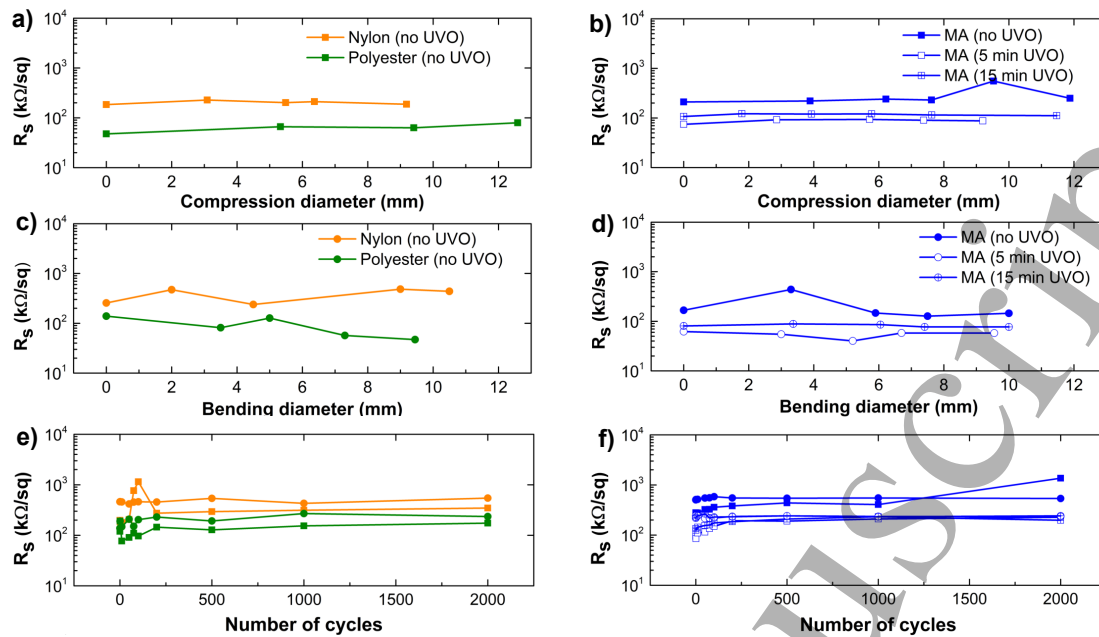 a)
Nylon (no UVO)
Polyester (no UVO)
10⁴
10³
10²
10¹
Rs (kΩ/sq)
0 2 4 6 8 10 12
Compression diameter (mm)
b)
MA (no UVO)
MA (5 min UVO)
MA (15 min UVO)
10⁴
10³
10²
10¹
Rs (kΩ/sq)
0 2 4 6 8 10 12
Compression diameter (mm)
c)
Nylon (no UVO)
Polyester (no UVO)
10⁴
10³
10²
10¹
Rs (kΩ/sq)
0 2 4 6 8 10 12
Bending diameter (mm)
d)
MA (no UVO)
MA (5 min UVO)
MA (15 min UVO)
10⁴
10³
10²
10¹
Rs (kΩ/sq)
0 2 4 6 8 10 12
Bending diameter (mm)
e)
10⁴
10³
10²
10¹
Rs (kΩ/sq)
0 500 1000 1500 2000
Number of cycles
f)
10⁴
10³
10²
10¹
Rs (kΩ/sq)
0 500 1000 1500 2000
Number of cycles
uscrip